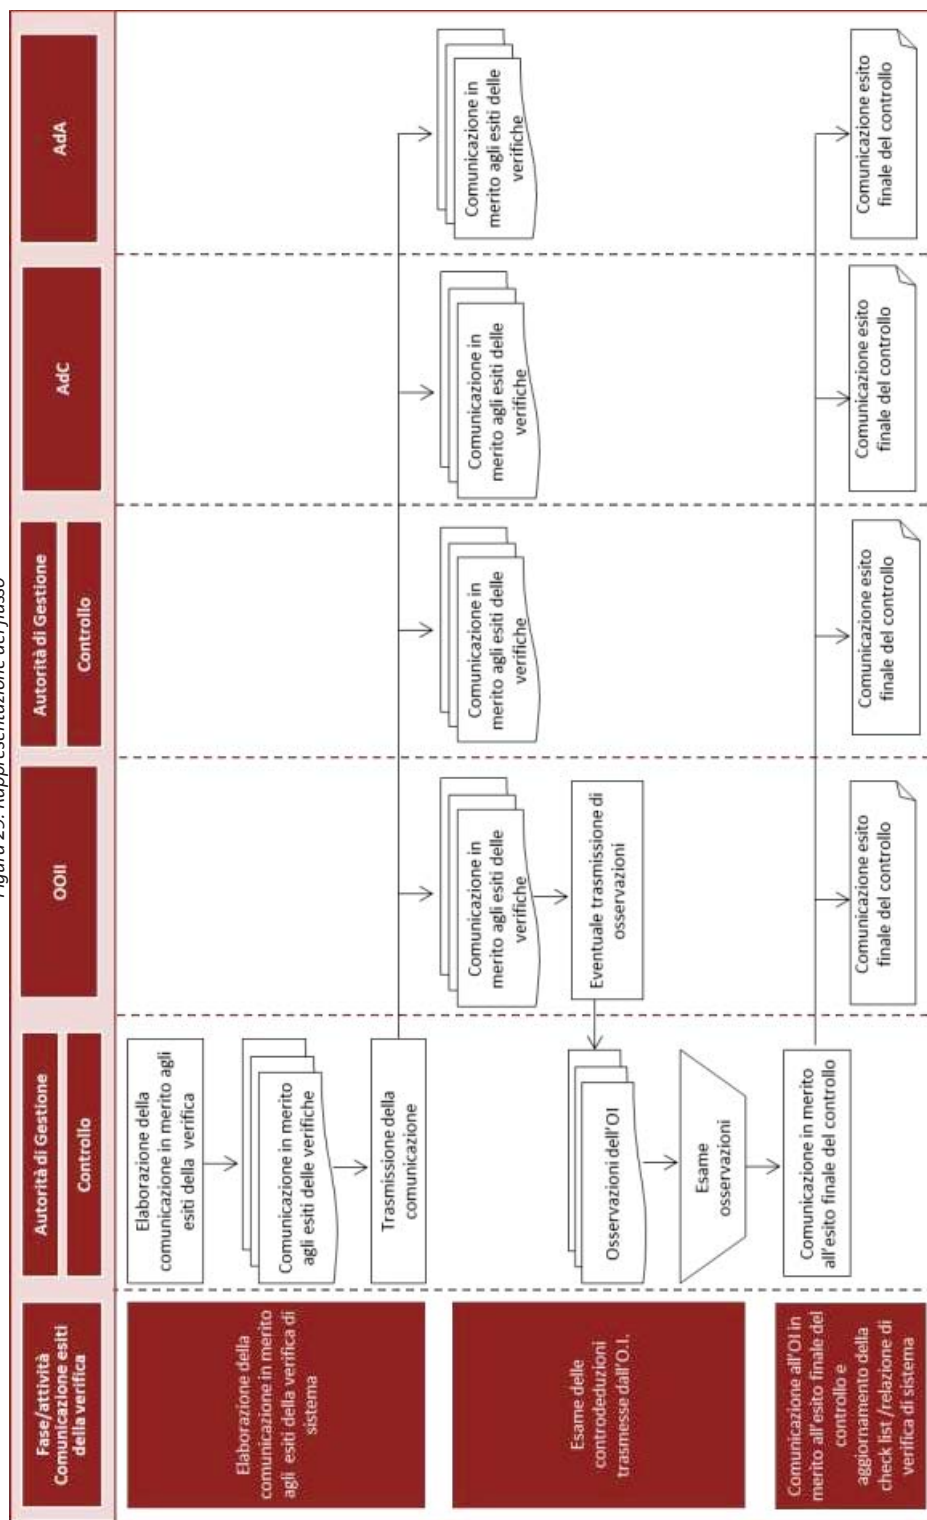 Figura 25: Rappresentazione del flusso
Fase/attività
Comunicazione esiti
della verifica
Autorità di Gestione
Controllo
OOII
Autorità di Gestione
Controllo
AdC
AdA
Elaborazione della
comunicazione in merito
agli esiti della verifica di
sistema
Elaborazione della
comunicazione in merito agli
esiti della verifica
Comunicazione in merito
agli esiti delle verifiche
Trasmissione della
comunicazione
Comunicazione in
merito agli esiti delle
verifiche
Comunicazione in
merito agli esiti delle
verifiche
Comunicazione in
merito agli esiti delle
verifiche
Comunicazione in
merito agli esiti delle
verifiche
Esame delle
controdeduzioni
trasmesse dall'O.I.
Eventuale trasmissione di
osservazioni
Osservazioni dell'OI
Esame
osservazioni
Comunicazione all'OI in
merito all'esito finale del
controllo e
aggiornamento della
check list /relazione di
verifica di sistema
Comunicazione in merito
all'esito finale del controllo
Comunicazione esito
finale del controllo
Comunicazione esito
finale del controllo
Comunicazione esito
finale del controllo
Comunicazione esito
finale del controllo